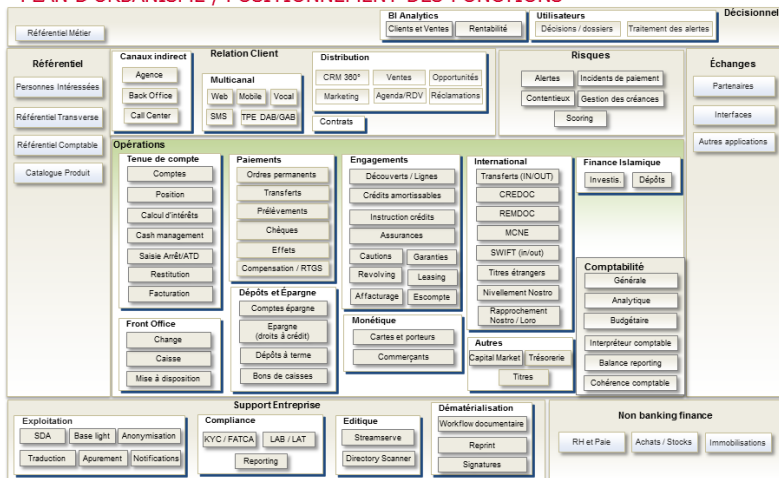 PLAN D'URBANISME / POSITIONNEMENT DES FONCTIONS
Référentiel Métier
BI Analytics
Clients et Ventes
Rentabilité
Utilisateurs
Décisions / dossiers
Traitement des alertes
Décisionnel
Référentiel
Personnes Intéressées
Référentiel Transverse
Référentiel Comptable
Catalogue Produit
Relation Client
Canaux indirect
Agence
Back Office
Call Center
Multicanal
Web
Mobile
Vocal
SMS
TPE DAB/GAB
Distribution
CRM 360°
Ventes
Opportunités
Marketing
Agenda/RDV
Réclamations
Contrats
Risques
Alertes
Incidents de paiement
Contentieux
Gestion des créances
Scoring
Échanges
Partenaires
Interfaces
Autres applications
Opérations
Tenue de compte
Comptes
Position
Calcul d'intérêts
Cash management
Saisie Arrêt/ATD
Restitution
Facturation
Front Office
Change
Caisse
Mise à disposition
Paiements
Ordres permanents
Transferts
Prélèvements
Chèques
Effets
Compensation / RTGS
Dépôts et Épargne
Comptes épargne
Epargne
(droits à crédit)
Dépôts à terme
Bons de caisses
Engagements
Découverts / Lignes
Crédits amortissables
Instruction crédits
Assurances
Cautions
Garanties
Revolving
Leasing
Affacturage
Escompte
Monétique
Cartes et porteurs
Commerçants
International
Transferts (IN/OUT)
CREDOC
REMDOC
MCNE
SWIFT (in/out)
Titres étrangers
Nivellement Nostro
Rapprochement
Nostro / Loro
Autres
Capital Market
Trésorerie
Titres
Finance Islamique
Investis.
Dépôts
Comptabilité
Générale
Analytique
Budgétaire
Interpréteur comptable
Balance reporting
Cohérence comptable
Support Entreprise
Exploitation
SDA
Base light
Anonymisation
Traduction
Apurement
Notifications
Compliance
KYC / FATCA
LAB / LAT
Reporting
Editique
Streamserve
Directory Scanner
Dématérialisation
Workflow documentaire
Reprint
Signatures
Non banking finance
RH et Paie
Achats / Stocks
Immobilisations